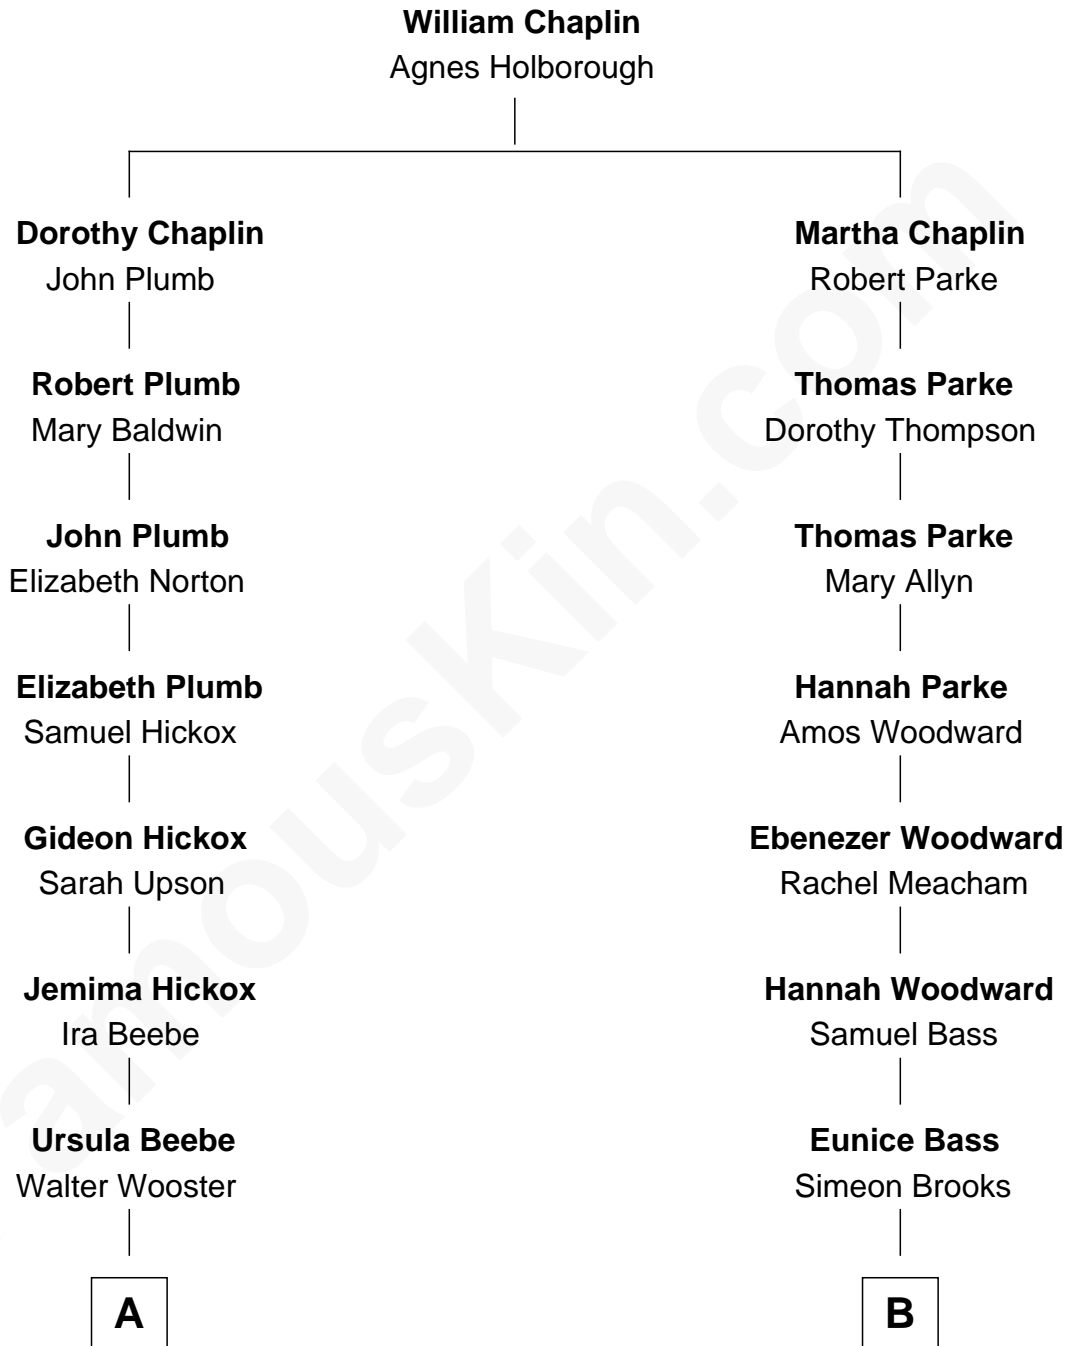 William Chaplin
Agnes Holborough
Dorothy Chaplin
John Plumb
Martha Chaplin
Robert Parke
Robert Plumb
Mary Baldwin
Thomas Parke
Dorothy Thompson
John Plumb
Elizabeth Norton
Thomas Parke
Mary Allyn
Elizabeth Plumb
Samuel Hickox
Hannah Parke
Amos Woodward
Gideon Hickox
Sarah Upson
Ebenezer Woodward
Rachel Meacham
Jemima Hickox
Ira Beebe
Hannah Woodward
Samuel Bass
Ursula Beebe
Walter Wooster
Eunice Bass
Simeon Brooks
A
B
amouskin.com